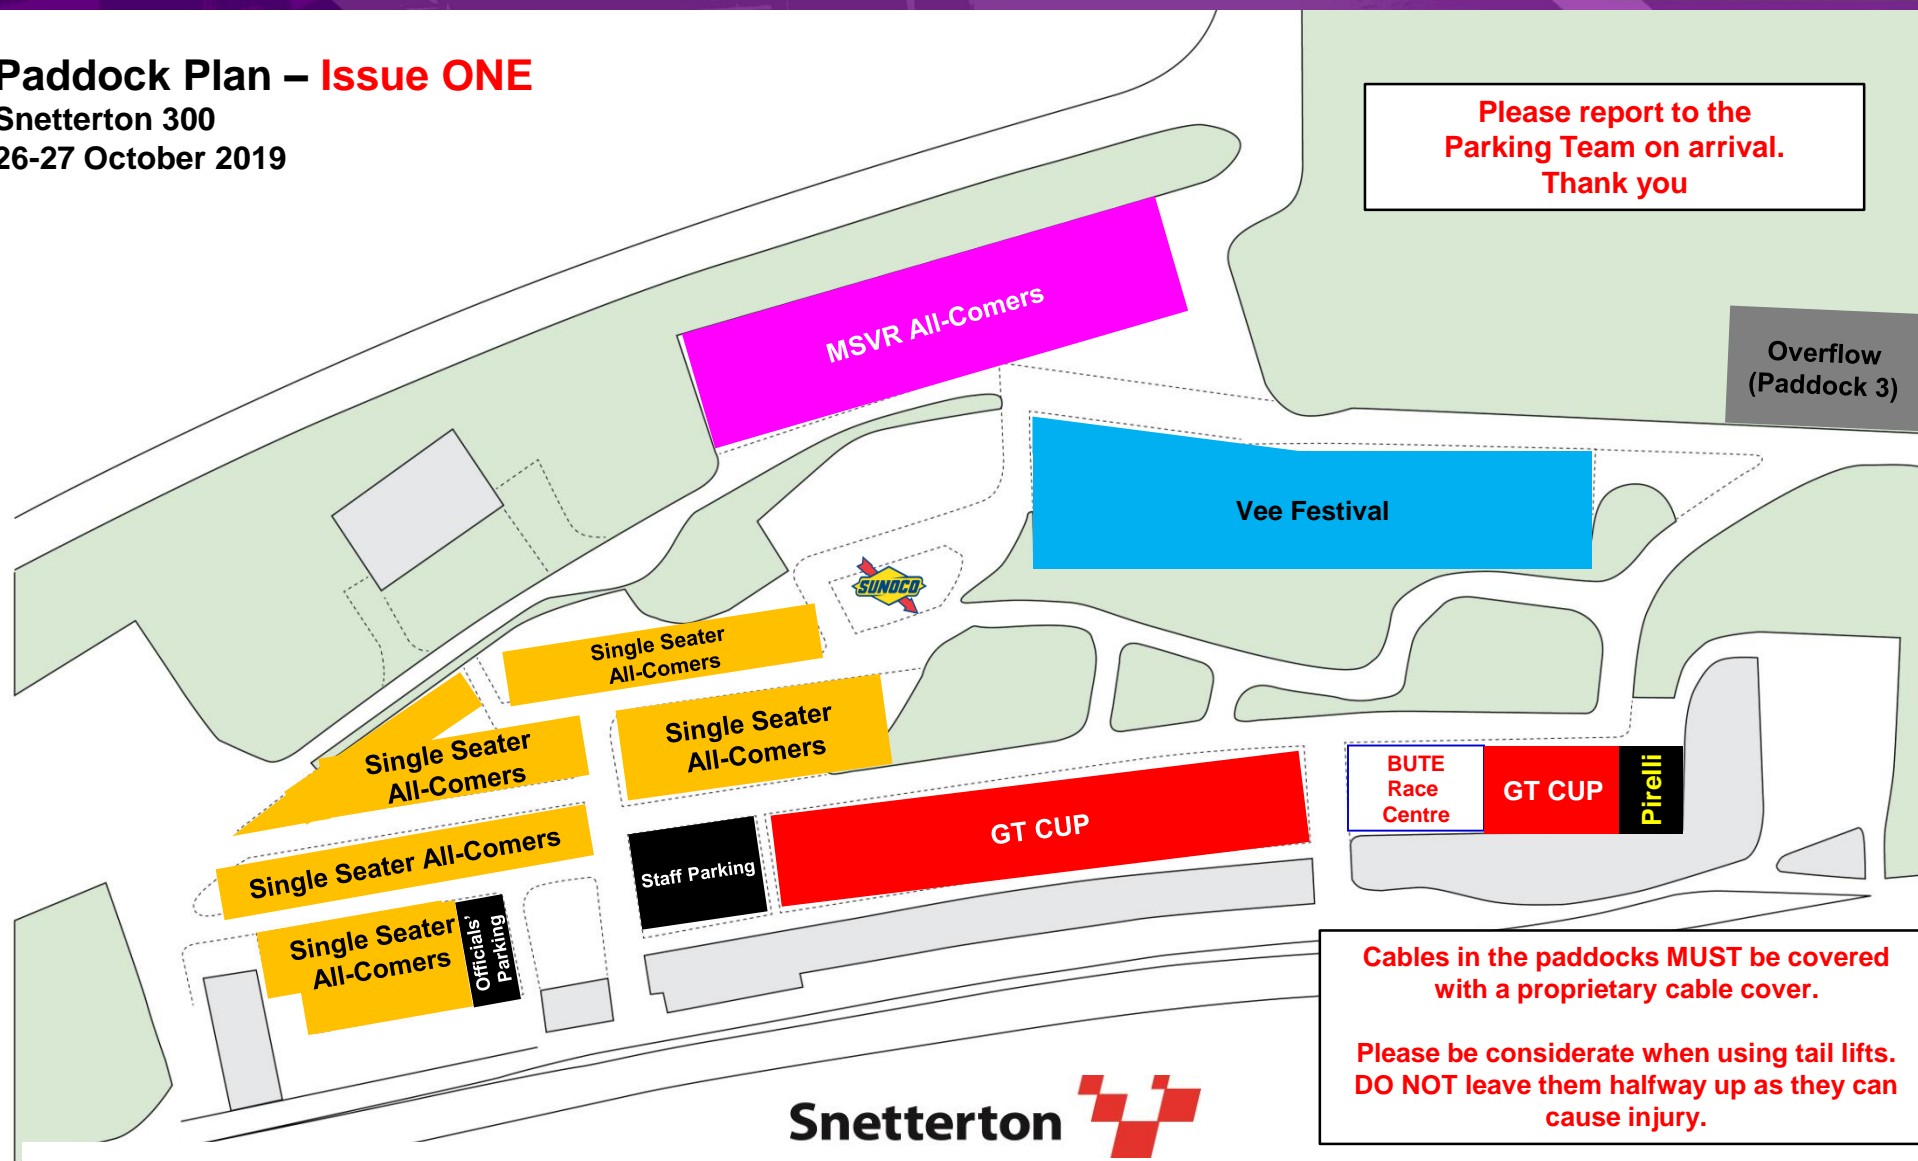 Paddock Plan – Issue ONE
Snetterton 300
26-27 October 2019
Please report to the
Parking Team on arrival.
Thank you
MSVR All-Comers
Overflow
(Paddock 3)
Vee Festival
SUNOCO
Single Seater
All-Comers
Single Seater
All-Comers
Single Seater
All-Comers
BUTE
Race
Centre
GT CUP
Pirelli
GT CUP
Single Seater All-Comers
Staff Parking
Single Seater
All-Comers
Officials'
Parking
Cables in the paddocks MUST be covered
with a proprietary cable cover.
Please be considerate when using tail lifts.
DO NOT leave them halfway up as they can
cause injury.
Snetterton